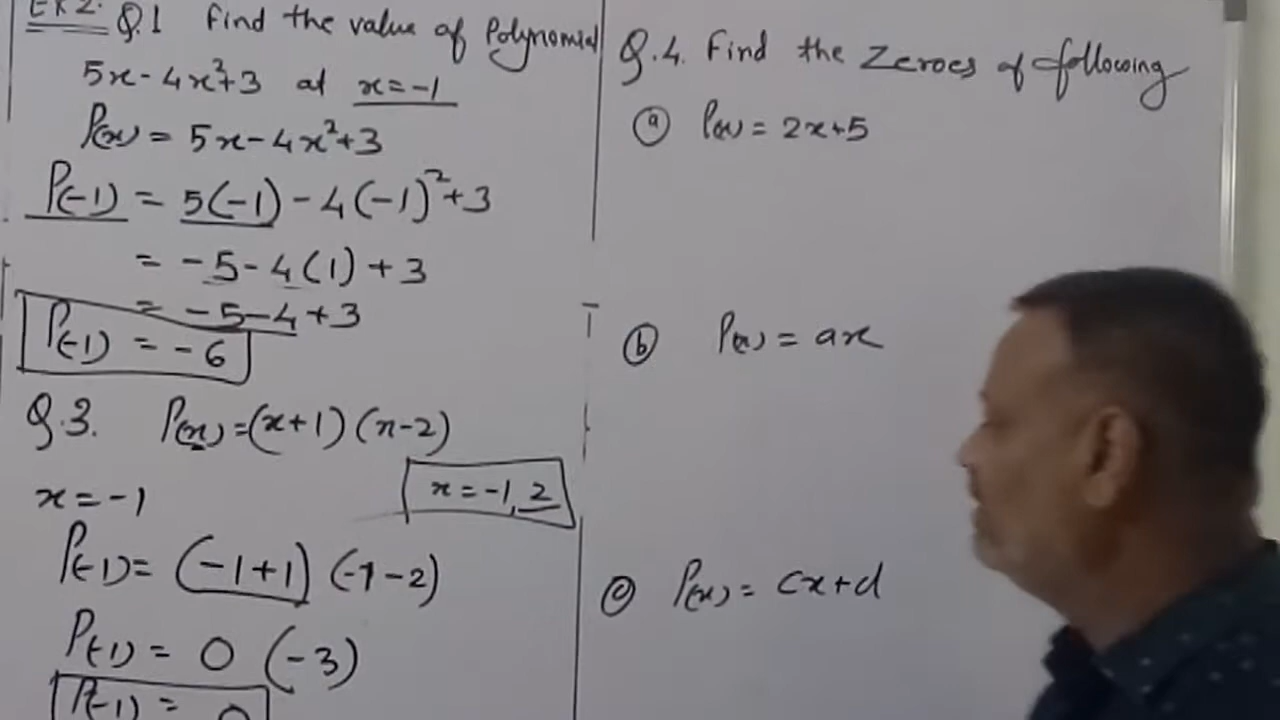 Ex 2. Q.1 Find the value of Polynomial
5x - 4x²+3 at x = -1
P(x) = 5x - 4x²+3
P(-1) = 5(-1) - 4(-1)²+3
= -5 - 4(1) + 3
= -5 - 4 + 3
P(-1) = -6
Q.3. P(x) = (x+1)(x-2)
x = -1
x = -1, 2
P(-1) = (-1+1)(-1-2)
P(-1) = 0 (-3)
P(-1) = 0
Q.4. Find the Zeroes of following
(a) P(x) = 2x+5
(b) P(x) = ax
(c) P(x) = cx+d